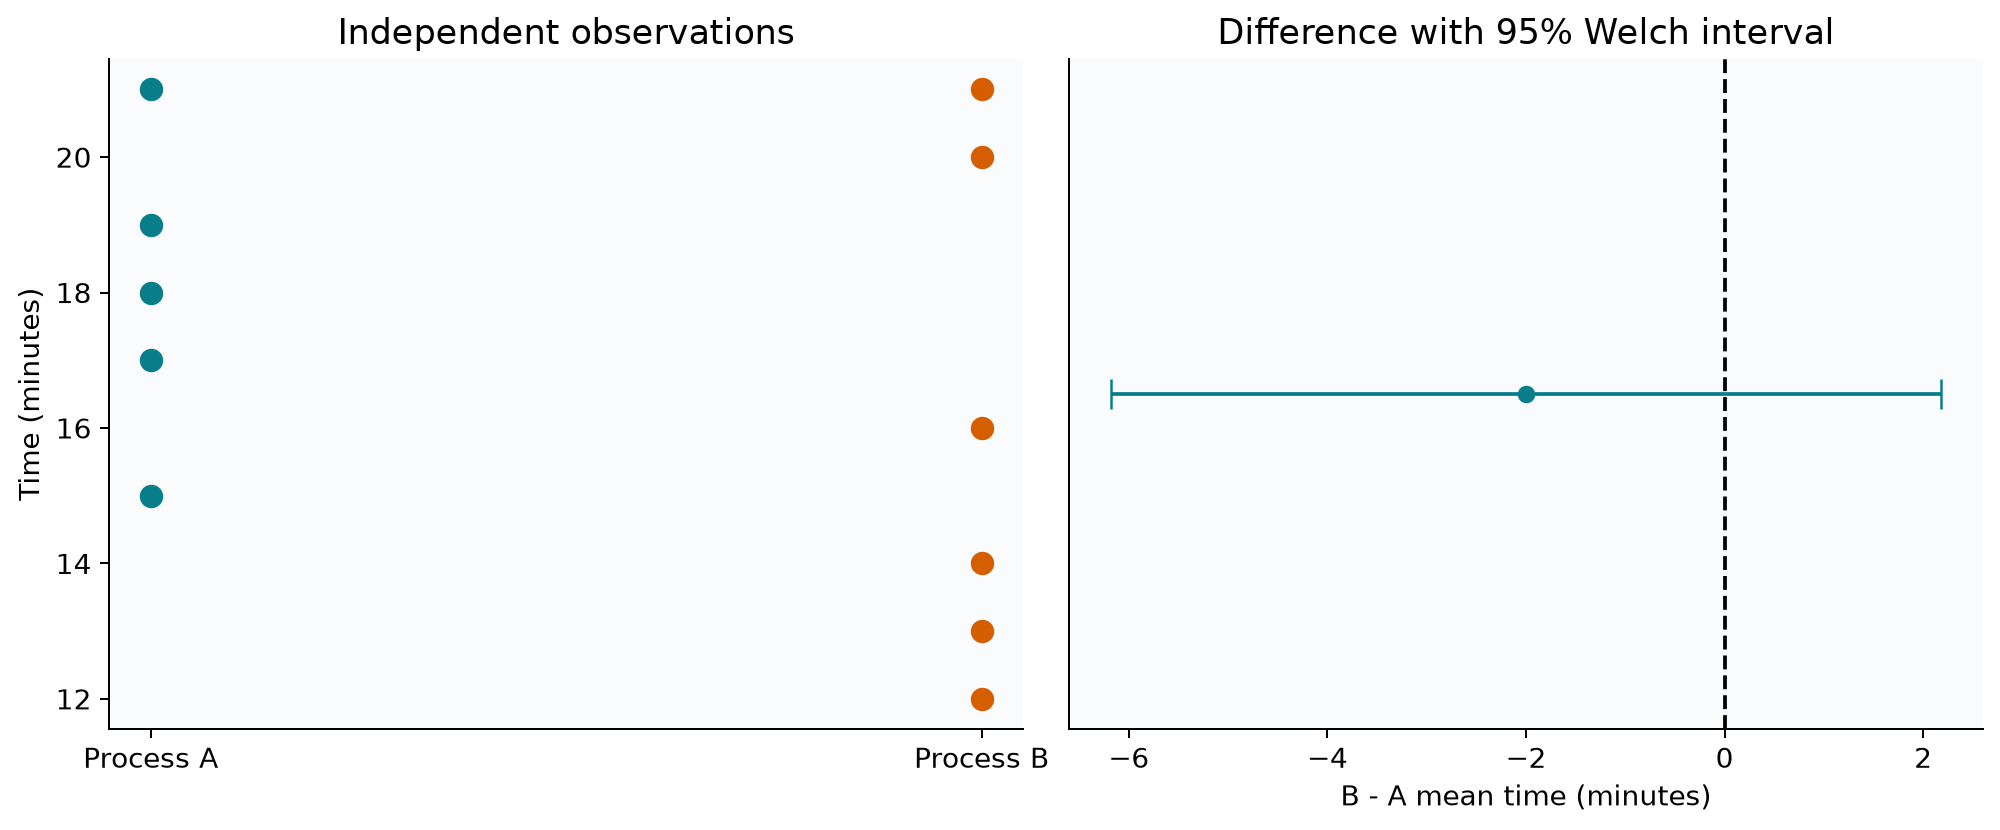 Independent observations
Time (minutes)
20
18
16
14
12
Process A
Process B
Difference with 95% Welch interval
−6
−4
−2
0
2
B - A mean time (minutes)